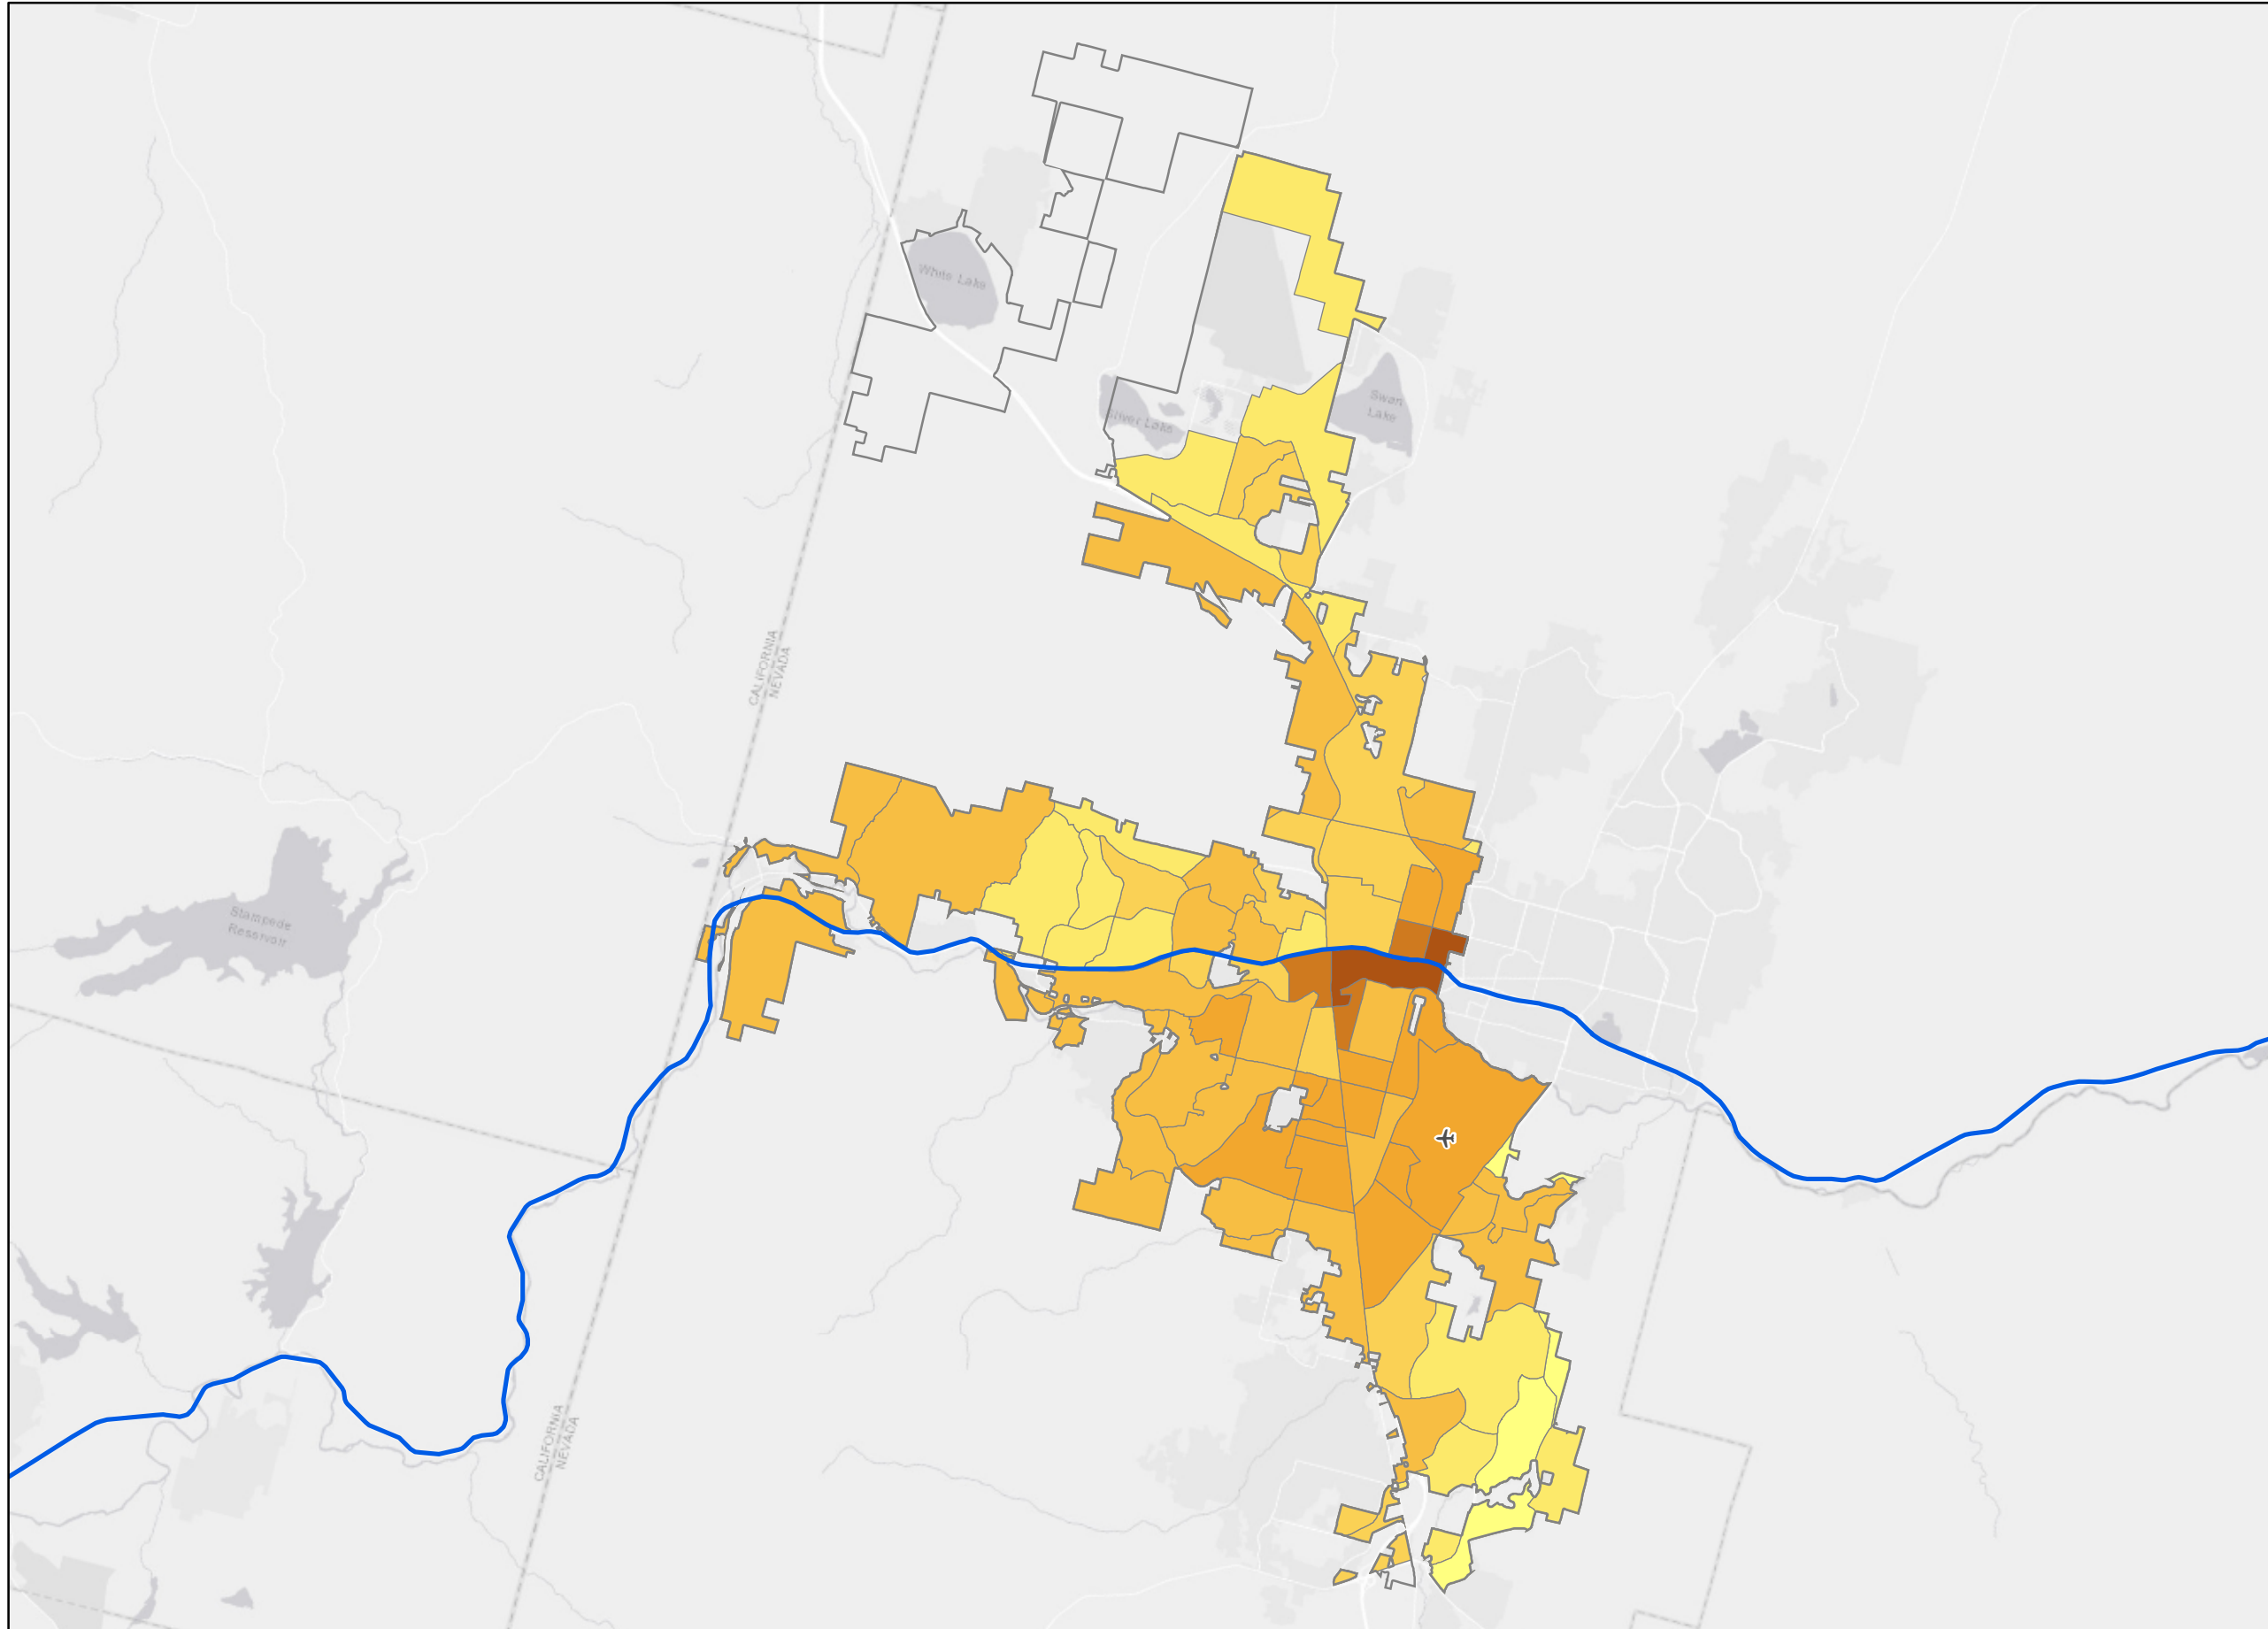 White Lake
Silver Lake
Swan
Lake
CALIFORNIA
NEVADA
Stampede
Reservoir
CALIFORNIA
NEVADA